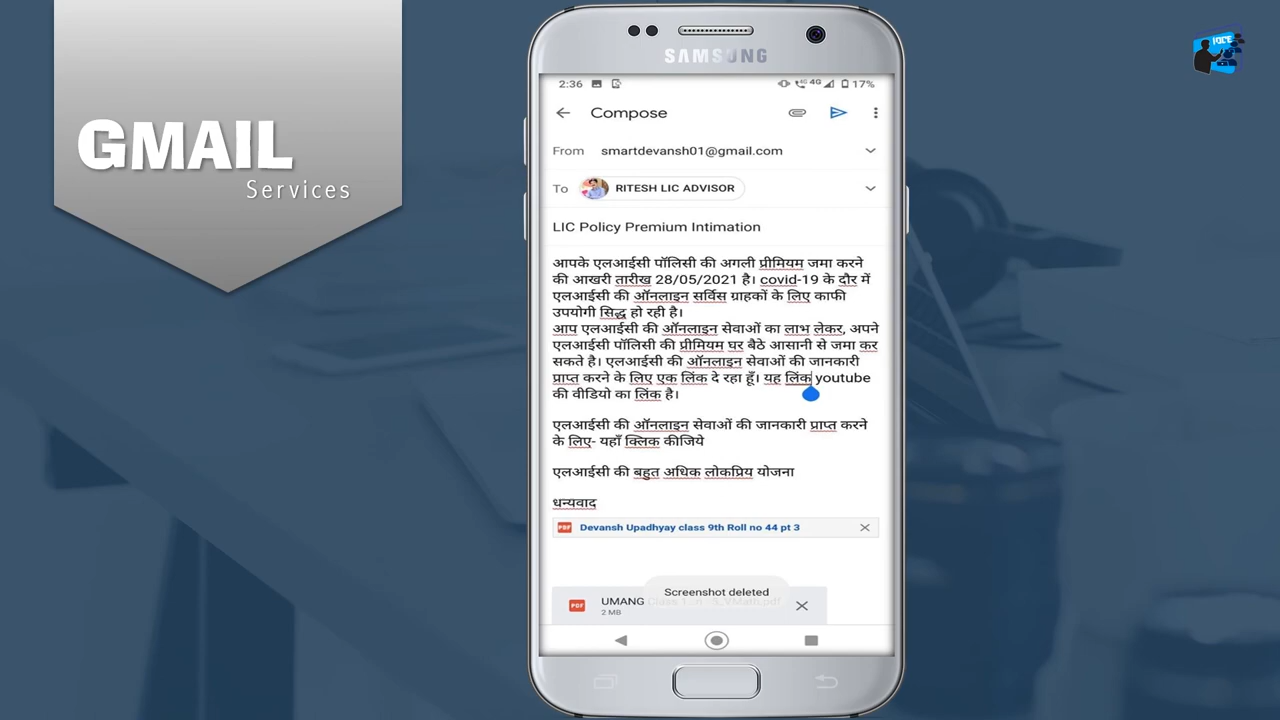 GMAIL
Services
IOCE
SAMSUNG
2:36
4G
17%
Compose
From smartdevansh01@gmail.com
To RITESH LIC ADVISOR
LIC Policy Premium Intimation
आपके एलआईसी पॉलिसी की अगली प्रीमियम जमा करने
की आखरी तारीख 28/05/2021 है। covid-19 के दौर में
एलआईसी की ऑनलाइन सर्विस ग्राहकों के लिए काफी
उपयोगी सिद्ध हो रही है।
आप एलआईसी की ऑनलाइन सेवाओं का लाभ लेकर, अपने
एलआईसी पॉलिसी की प्रीमियम घर बैठे आसानी से जमा कर
सकते है। एलआईसी की ऑनलाइन सेवाओं की जानकारी
प्राप्त करने के लिए एक लिंक दे रहा हूँ। यह लिंक youtube
की वीडियो का लिंक है।
एलआईसी की ऑनलाइन सेवाओं की जानकारी प्राप्त करने
के लिए- यहाँ क्लिक कीजिये
एलआईसी की बहुत अधिक लोकप्रिय योजना
धन्यवाद
PDF Devansh Upadhyay class 9th Roll no 44 pt 3
Screenshot deleted
PDF UMANG
2 MB